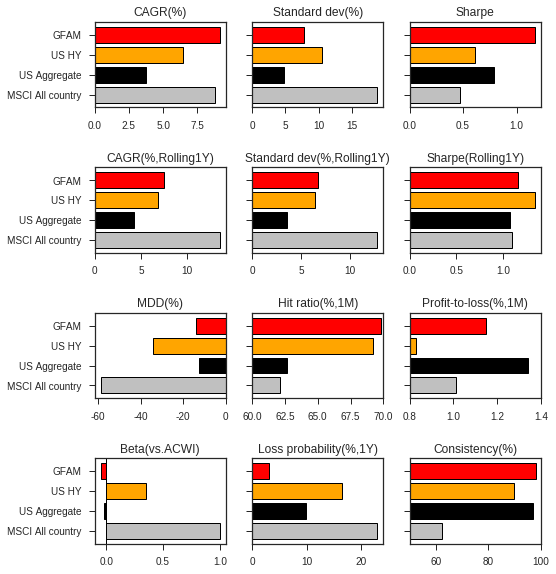 CAGR(%) Standard dev(%) Sharpe
GFAM
US HY
US Aggregate
MSCI All country
0.0 2.5 5.0 7.5 0 5 10 15 0.0 0.5 1.0
CAGR(%,Rolling1Y) Standard dev(%,Rolling1Y) Sharpe(Rolling1Y)
GFAM
US HY
US Aggregate
MSCI All country
0 5 10 0 5 10 0.0 0.5 1.0
MDD(%) Hit ratio(%,1M) Profit-to-loss(%,1M)
GFAM
US HY
US Aggregate
MSCI All country
-60 -40 -20 0 60.0 62.5 65.0 67.5 70.0 0.8 1.0 1.2 1.4
Beta(vs.ACWI) Loss probability(%,1Y) Consistency(%)
GFAM
US HY
US Aggregate
MSCI All country
0.0 0.5 1.0 0 10 20 60 80 100